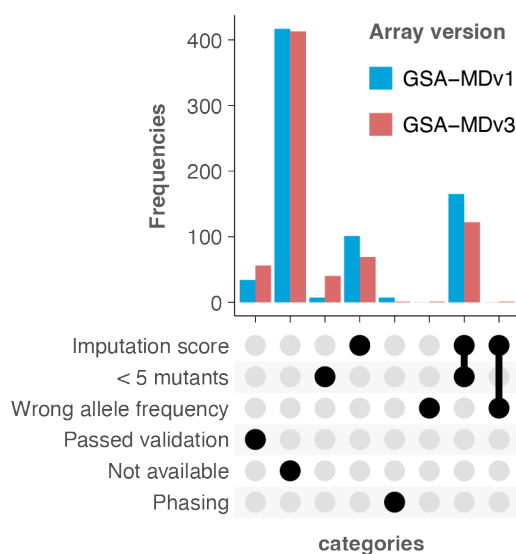 Array version
GSA−MDv1
GSA−MDv3
Frequencies
400
300
200
100
0
Imputation score
< 5 mutants
Wrong allele frequency
Passed validation
Not available
Phasing
categories